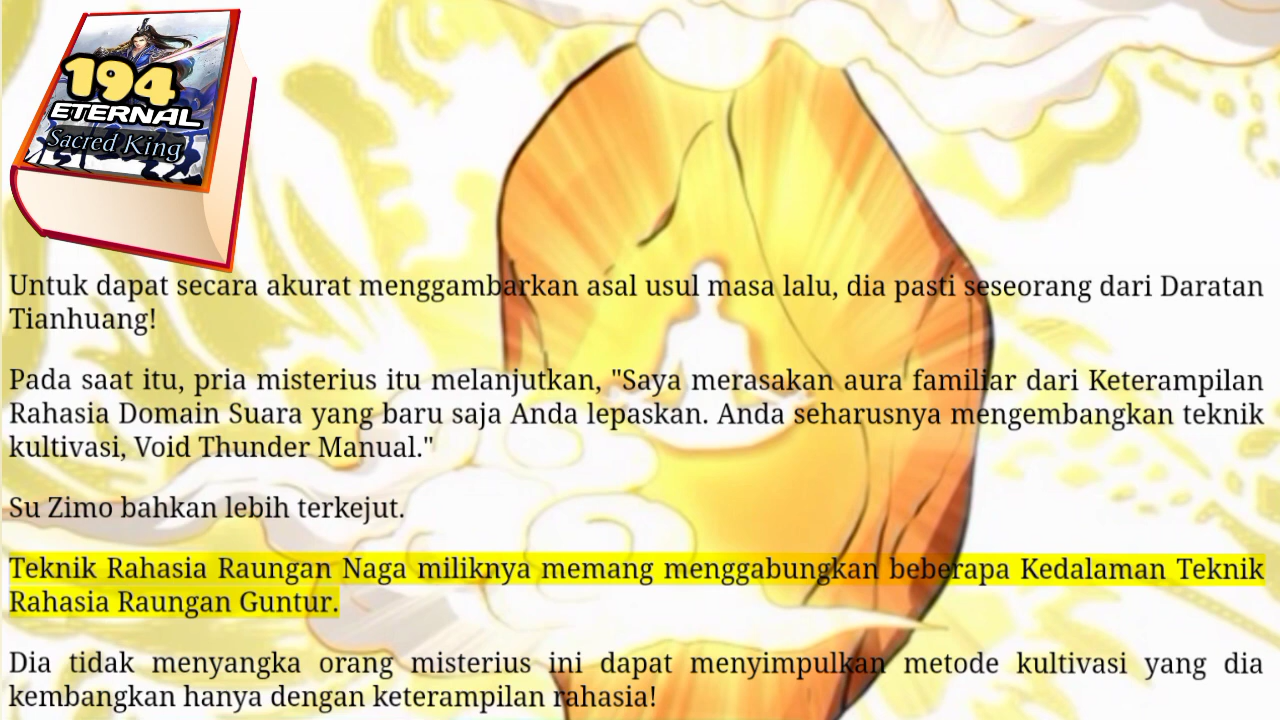 194
ETERNAL
Sacred King
Untuk dapat secara akurat menggambarkan asal usul masa lalu, dia pasti seseorang dari Daratan
Tianhuang!
Pada saat itu, pria misterius itu melanjutkan, "Saya merasakan aura familiar dari Keterampilan
Rahasia Domain Suara yang baru saja Anda lepaskan. Anda seharusnya mengembangkan teknik
kultivasi, Void Thunder Manual."
Su Zimo bahkan lebih terkejut.
Teknik Rahasia Raungan Naga miliknya memang menggabungkan beberapa Kedalaman Teknik
Rahasia Raungan Guntur.
Dia tidak menyangka orang misterius ini dapat menyimpulkan metode kultivasi yang dia
kembangkan hanya dengan keterampilan rahasia!